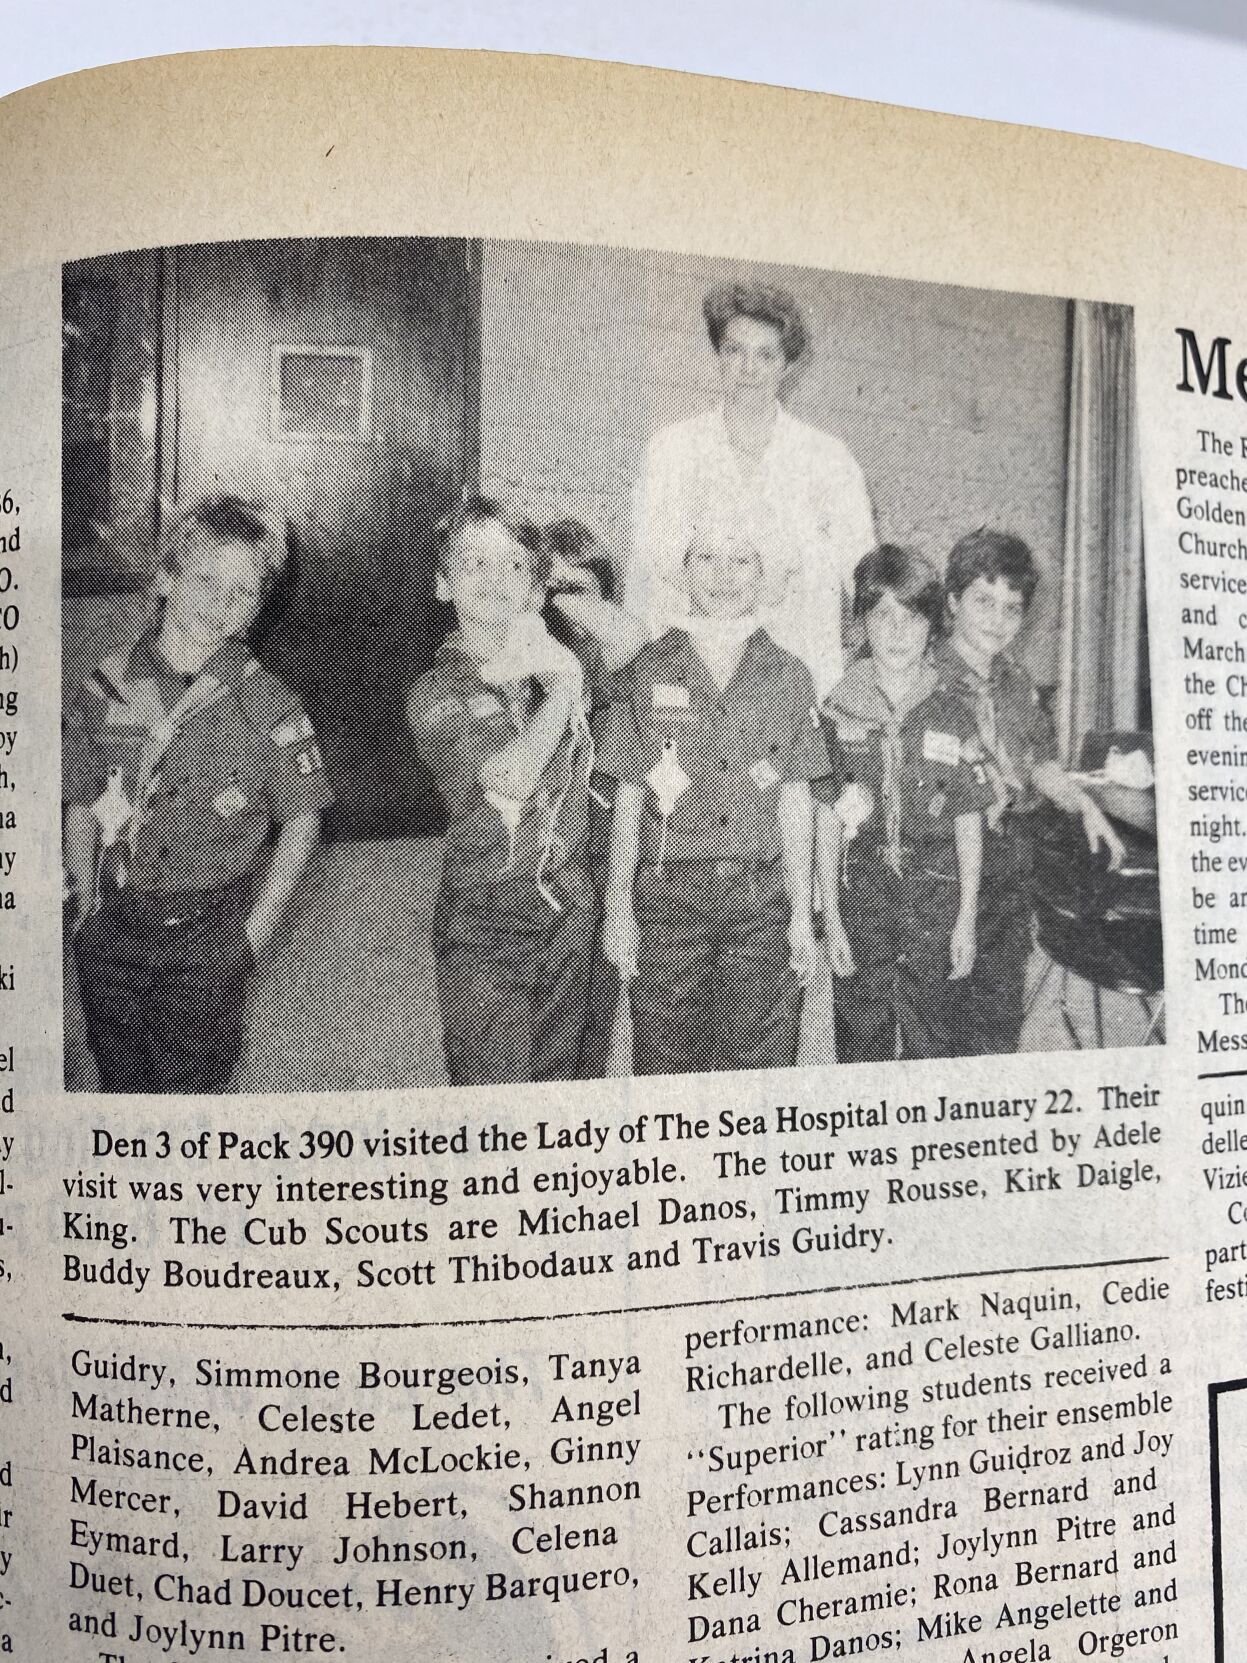 Den 3 of Pack 390 visited the Lady of The Sea Hospital on January 22. Their
visit was very interesting and enjoyable. The tour was presented by Adele
King. The Cub Scouts are Michael Danos, Timmy Rousse, Kirk Daigle,
Buddy Boudreaux, Scott Thibodaux and Travis Guidry.
Guidry, Simmone Bourgeois, Tanya
Matherne, Celeste Ledet, Angel
Plaisance, Andrea McLockie, Ginny
Mercer, David Hebert, Shannon
Eymard, Larry Johnson, Celena
Duet, Chad Doucet, Henry Barquero,
and Joylynn Pitre.
performance: Mark Naquin, Cedie
Richardelle, and Celeste Galliano.
The following students received a
"Superior" rating for their ensemble
Performances: Lynn Guidroz and Joy
Callais; Cassandra Bernard and
Kelly Allemand; Joylynn Pitre and
Dana Cheramie; Rona Bernard and
Katrina Danos; Mike Angelette and
Angela Orgeron
The
preache
Golden
Church
service
and c
March
the Ch
off the
evenin
service
night.
the ev
be ar
time
Mond
The
Mess
quin
delle
Vizie
part
festi